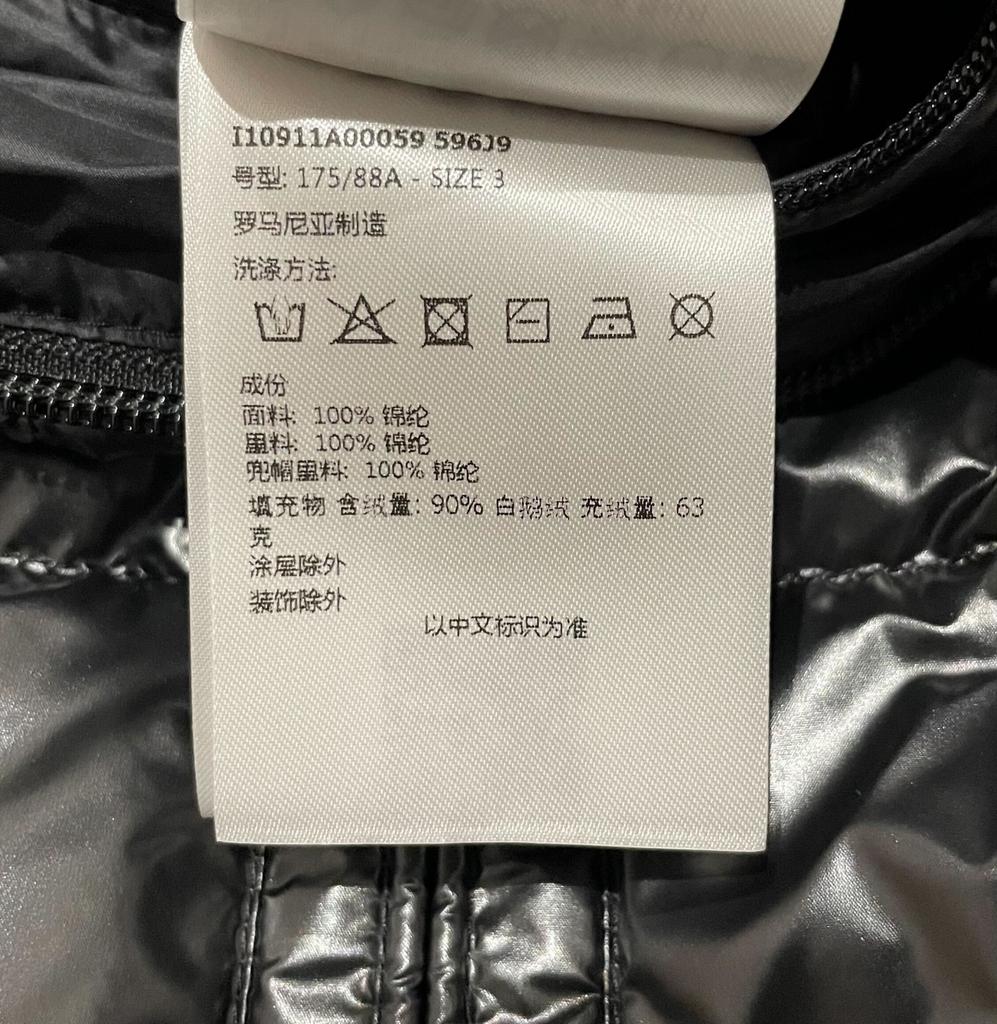 I10911A00059 596J9
号型: 175/88A - SIZE 3
罗马尼亚制造
洗涤方法:
成份
面料: 100% 锦纶
里料: 100% 锦纶
兜帽里料: 100% 锦纶
填充物 含绒量: 90% 白鹅绒 充绒量: 63
克
涂层除外
装饰除外
以中文标识为准